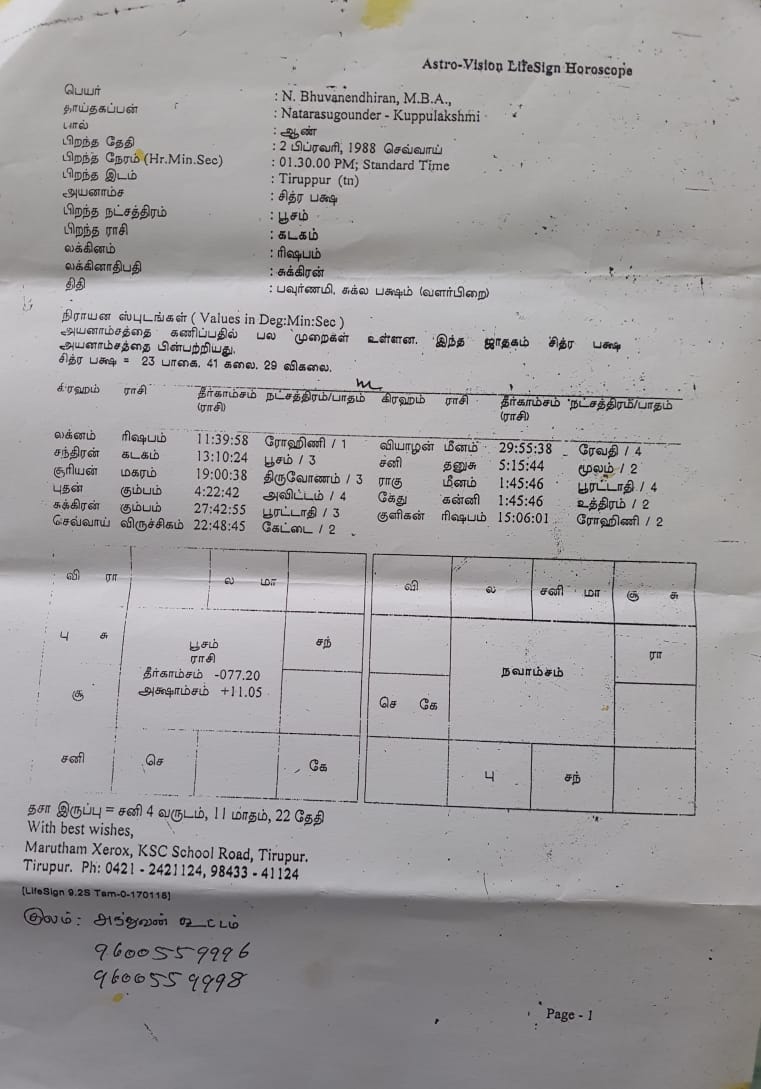 Astro-Vision LifeSign Horoscope
பெயர் : N. Bhuvanendhiran, M.B.A.,
தாய்தகப்பன் : Natarasugounder - Kuppulakshmi
பால் : ஆண்
பிறந்த தேதி : 2 பிப்ரவரி, 1988 செவ்வாய்
பிறந்த நேரம் (Hr.Min.Sec) : 01.30.00 PM; Standard Time
பிறந்த இடம் : Tiruppur (tn)
அயனாம்ச : சித்ர பக்ஷ
பிறந்த நட்சத்திரம் : பூசம்
பிறந்த ராசி : கடகம்
லக்கினம் : ரிஷபம்
லக்கினாதிபதி : சுக்கிரன்
திதி : பவுர்ணமி, சுக்ல பக்ஷம் (வளர்பிறை)
நிராயன ஸ்புடங்கள் ( Values in Deg:Min:Sec )
அயனாம்சத்தை கணிப்பதில் பல முறைகள் உள்ளன. இந்த ஜாதகம் சித்ர பக்ஷ
அயனாம்சத்தை பின்பற்றியது.
சித்ர பக்ஷ = 23 பாகை, 41 கலை. 29 விகலை.
கிரஹம் ராசி தீர்காம்சம் நட்சத்திரம்/பாதம் கிரஹம் ராசி தீர்காம்சம் நட்சத்திரம்/பாதம்
(ராசி) (ராசி)
லக்னம் ரிஷபம் 11:39:58 ரோஹிணி / 1 வியாழன் மீனம் 29:55:38 ரேவதி / 4
சந்திரன் கடகம் 13:10:24 பூசம் / 3 சனி தனுசு 5:15:44 மூலம் / 2
சூரியன் மகரம் 19:00:38 திருவோணம் / 3 ராகு மீனம் 1:45:46 பூரட்டாதி / 4
புதன் கும்பம் 4:22:42 அவிட்டம் / 4 கேது கன்னி 1:45:46 உத்திரம் / 2
சுக்கிரன் கும்பம் 27:42:55 பூரட்டாதி / 3 குளிகன் ரிஷபம் 15:06:01 ரோஹிணி / 2
செவ்வாய் விருச்சிகம் 22:48:45 கேட்டை / 2
வி ரா ல மா வி ல சனி மா சூ சு
பு சு சந் ரா
பூசம்
ராசி
தீர்காம்சம் -077.20
அக்ஷாம்சம் +11.05
நவாம்சம்
சூ செ கே
சனி செ கே பு சந்
தசா இருப்பு = சனி 4 வருடம், 11 மாதம், 22 தேதி
With best wishes,
Marutham Xerox, KSC School Road, Tirupur.
Tirupur. Ph: 0421 - 2421124, 98433 - 41124
[LifeSign 9.2S Tam-0-170116]
குலம்: அந்துவன் கூட்டம்
9600559996
9600559998
Page - 1